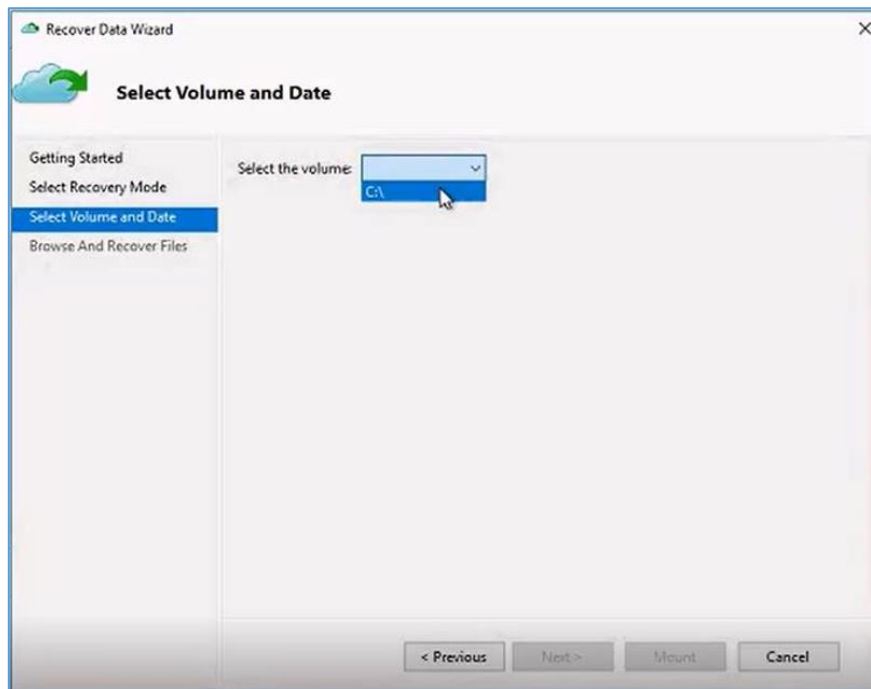 Recover Data Wizard
Select Volume and Date
Getting Started
Select Recovery Mode
Select Volume and Date
Browse And Recover Files
Select the volume:
C:\
< Previous
Next >
Mount
Cancel